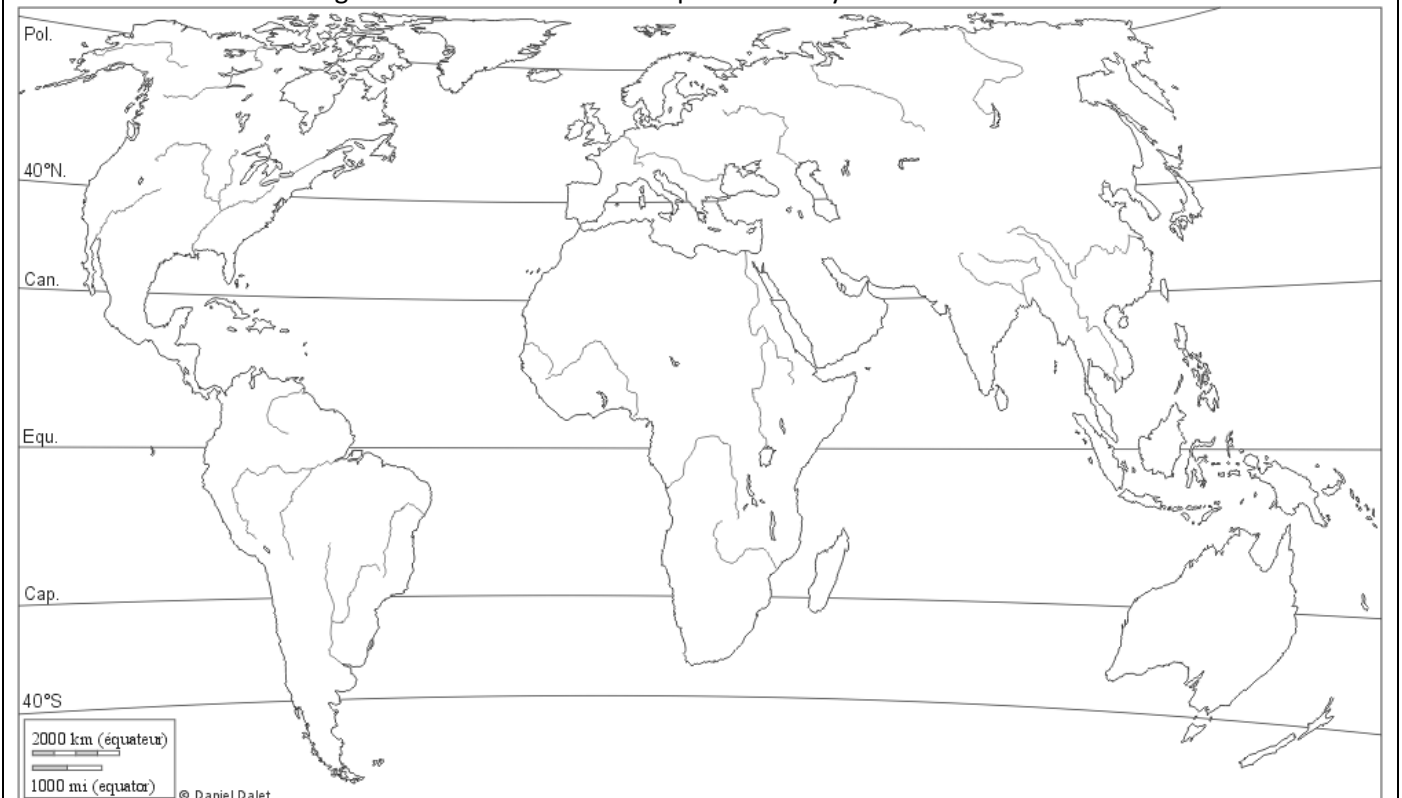 Pol.
40°N.
Can.
Equ.
Cap.
40°S
2000 km (équateur)
1000 mi (equator)
© Daniel Dalet